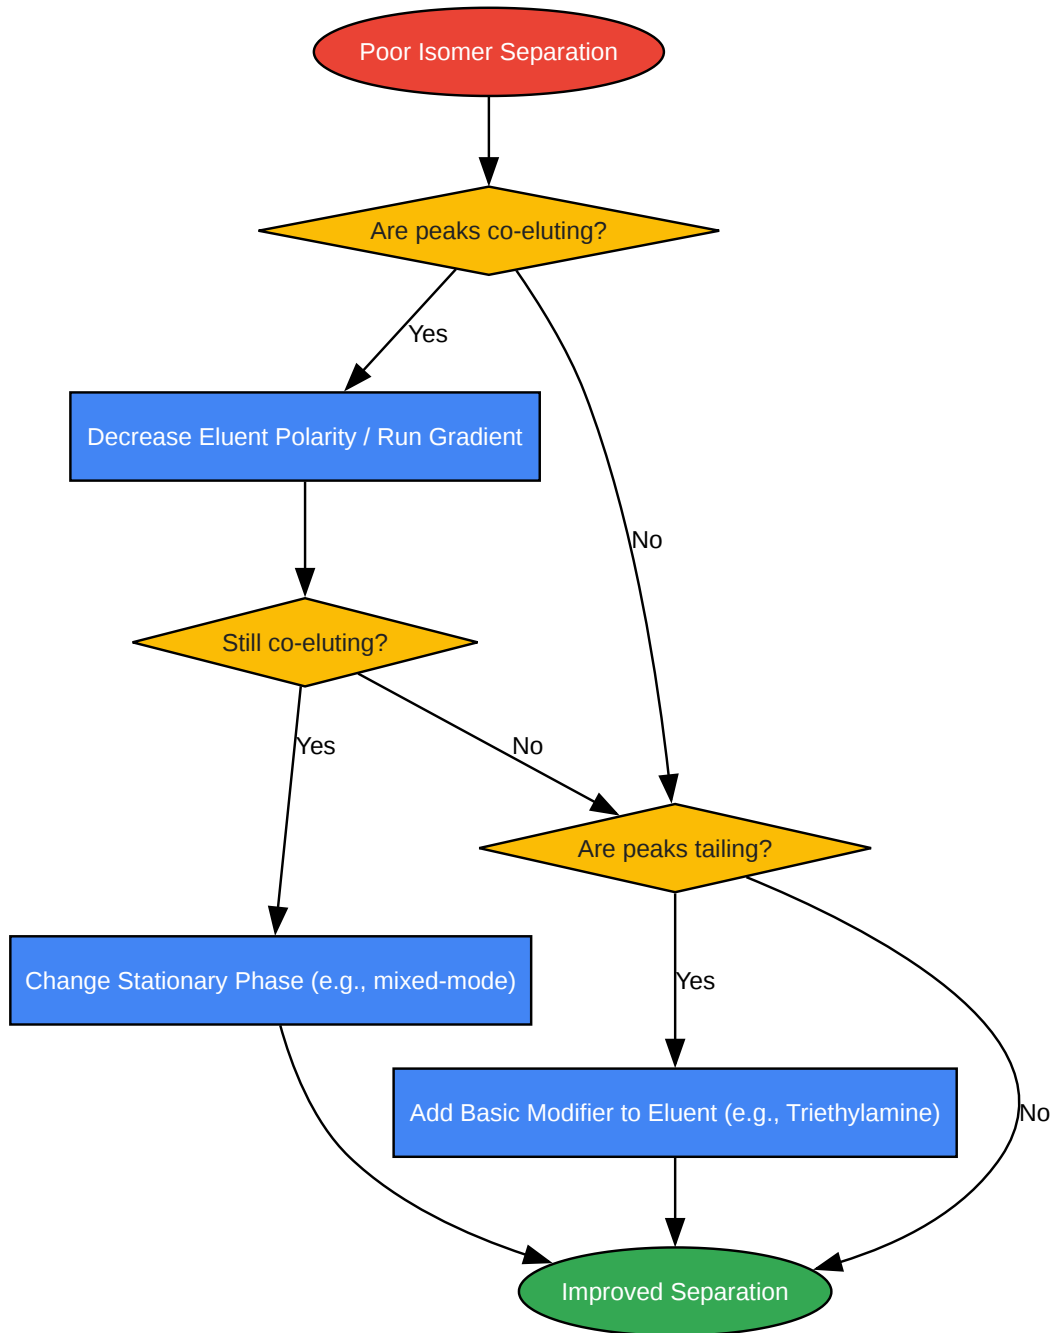 Poor Isomer Separation
Are peaks co-eluting?
Yes
Decrease Eluent Polarity / Run Gradient
No
Still co-eluting?
Yes
No
Are peaks tailing?
Change Stationary Phase (e.g., mixed-mode)
Yes
Add Basic Modifier to Eluent (e.g., Triethylamine)
No
Improved Separation